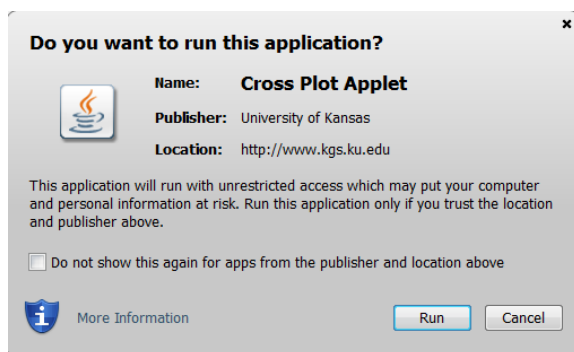 Do you want to run this application?
Name: Cross Plot Applet
Publisher: University of Kansas
Location: http://www.kgs.ku.edu
This application will run with unrestricted access which may put your computer
and personal information at risk. Run this application only if you trust the location
and publisher above.
Do not show this again for apps from the publisher and location above
More Information Run Cancel